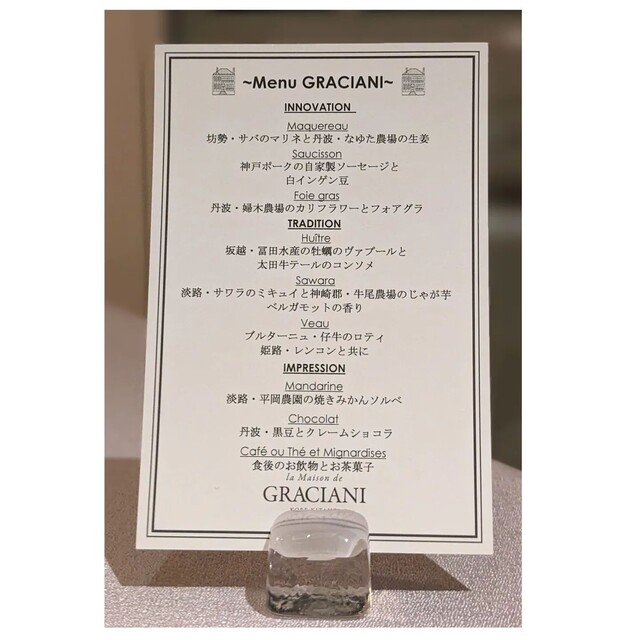 ~Menu GRACIANI~
INNOVATION
Maquereau
坊勢・サバのマリネと丹波・なゆた農場の生姜
Saucisson
神戸ポークの自家製ソーセージと
白インゲン豆
Foie gras
丹波・婦木農場のカリフラワーとフォアグラ
TRADITION
Huître
坂越・冨田水産の牡蠣のヴァプールと
太田牛テールのコンソメ
Sawara
淡路・サワラのミキュイと神崎郡・牛尾農場のじゃが芋
ベルガモットの香り
Veau
ブルターニュ・仔牛のロティ
姫路・レンコンと共に
IMPRESSION
Mandarine
淡路・平岡農園の焼きみかんソルベ
Chocolat
丹波・黒豆とクレームショコラ
Café ou Thé et Mignardises
食後のお飲物とお茶菓子
la Maison de
GRACIANI